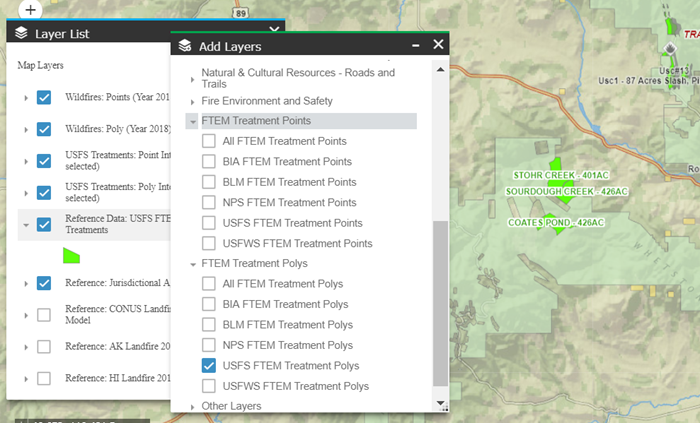 89
Layer List
Map Layers
Wildfires: Points (Year 201
Wildfires: Poly (Year 2018)
USFS Treatments: Point Int
selected)
USFS Treatments: Poly Inte
selected)
Reference Data: USFS FTE
Treatments
Reference: Jurisdictional A
Reference: CONUS Landfir
Model
Reference: AK Landfire 201
Reference: HI Landfire 201
Add Layers
Natural & Cultural Resources - Roads and
Trails
Fire Environment and Safety
FTEM Treatment Points
All FTEM Treatment Points
BIA FTEM Treatment Points
BLM FTEM Treatment Points
NPS FTEM Treatment Points
USFS FTEM Treatment Points
USFWS FTEM Treatment Points
FTEM Treatment Polys
All FTEM Treatment Polys
BIA FTEM Treatment Polys
BLM FTEM Treatment Polys
NPS FTEM Treatment Polys
USFS FTEM Treatment Polys
USFWS FTEM Treatment Polys
Other Layers
TRA
Usc#13
Usc1 - 87 Acres Slash, Pi
Ro
STOHR CREEK - 401AC
SOURDOUGH CREEK - 426AC
COATES POND - 426AC